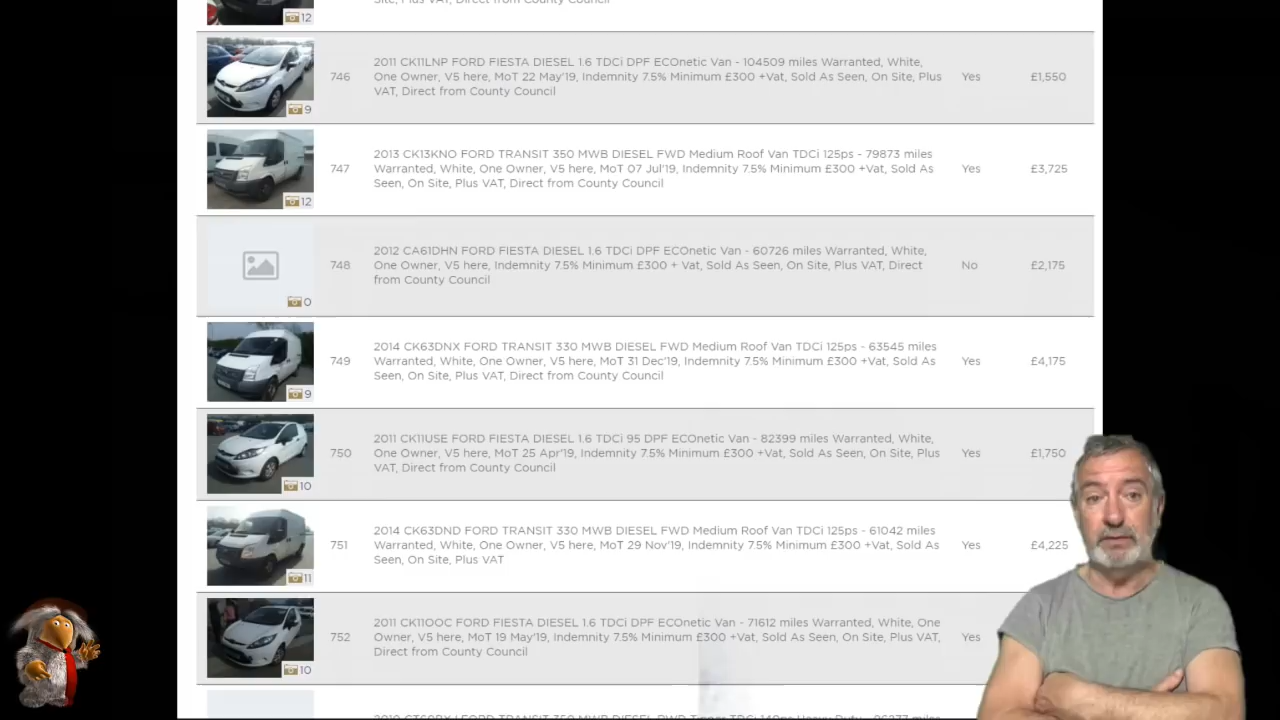 Site, Plus VAT, Direct from County Council
12
2011 CK11LNP FORD FIESTA DIESEL 1.6 TDCi DPF ECOnetic Van - 104509 miles Warranted, White,
746 One Owner, V5 here, MoT 22 May'19, Indemnity 7.5% Minimum £300 +Vat, Sold As Seen, On Site, Plus Yes £1,550
VAT, Direct from County Council
9
2013 CK13KNO FORD TRANSIT 350 MWB DIESEL FWD Medium Roof Van TDCi 125ps - 79873 miles
747 Warranted, White, One Owner, V5 here, MoT 07 Jul'19, Indemnity 7.5% Minimum £300 +Vat, Sold As Yes £3,725
Seen, On Site, Plus VAT, Direct from County Council
12
2012 CA61DHN FORD FIESTA DIESEL 1.6 TDCi DPF ECOnetic Van - 60726 miles Warranted, White,
748 One Owner, V5 here, Indemnity 7.5% Minimum £300 + Vat, Sold As Seen, On Site, Plus VAT, Direct No £2,175
from County Council
0
2014 CK63DNX FORD TRANSIT 330 MWB DIESEL FWD Medium Roof Van TDCi 125ps - 63545 miles
749 Warranted, White, One Owner, V5 here, MoT 31 Dec'19, Indemnity 7.5% Minimum £300 +Vat, Sold As Yes £4,175
Seen, On Site, Plus VAT, Direct from County Council
9
2011 CK11USE FORD FIESTA DIESEL 1.6 TDCi 95 DPF ECOnetic Van - 82399 miles Warranted, White,
750 One Owner, V5 here, MoT 25 Apr'19, Indemnity 7.5% Minimum £300 +Vat, Sold As Seen, On Site, Plus Yes £1,750
VAT, Direct from County Council
10
2014 CK63DND FORD TRANSIT 330 MWB DIESEL FWD Medium Roof Van TDCi 125ps - 61042 miles
751 Warranted, White, One Owner, V5 here, MoT 29 Nov'19, Indemnity 7.5% Minimum £300 +Vat, Sold As Yes £4,225
Seen, On Site, Plus VAT
11
2011 CK11OOC FORD FIESTA DIESEL 1.6 TDCi DPF ECOnetic Van - 71612 miles Warranted, White, One
752 Owner, V5 here, MoT 19 May'19, Indemnity 7.5% Minimum £300 +Vat, Sold As Seen, On Site, Plus VAT, Yes
Direct from County Council
10
FORD TRANSIT 350 MWB DIESEL